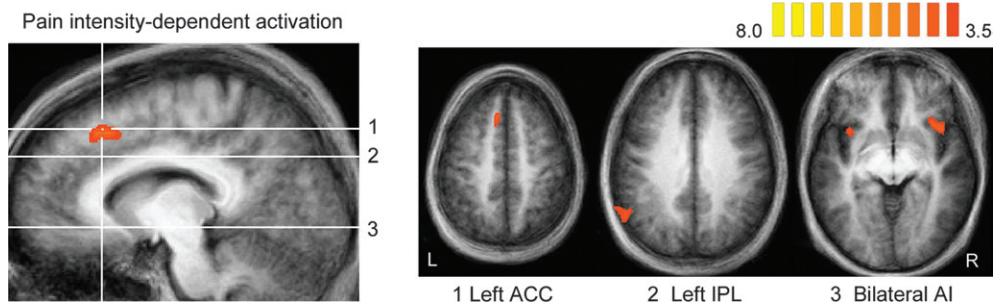 Pain intensity-dependent activation
8.0 3.5
1
2
3
L
R
1 Left ACC
2 Left IPL
3 Bilateral AI